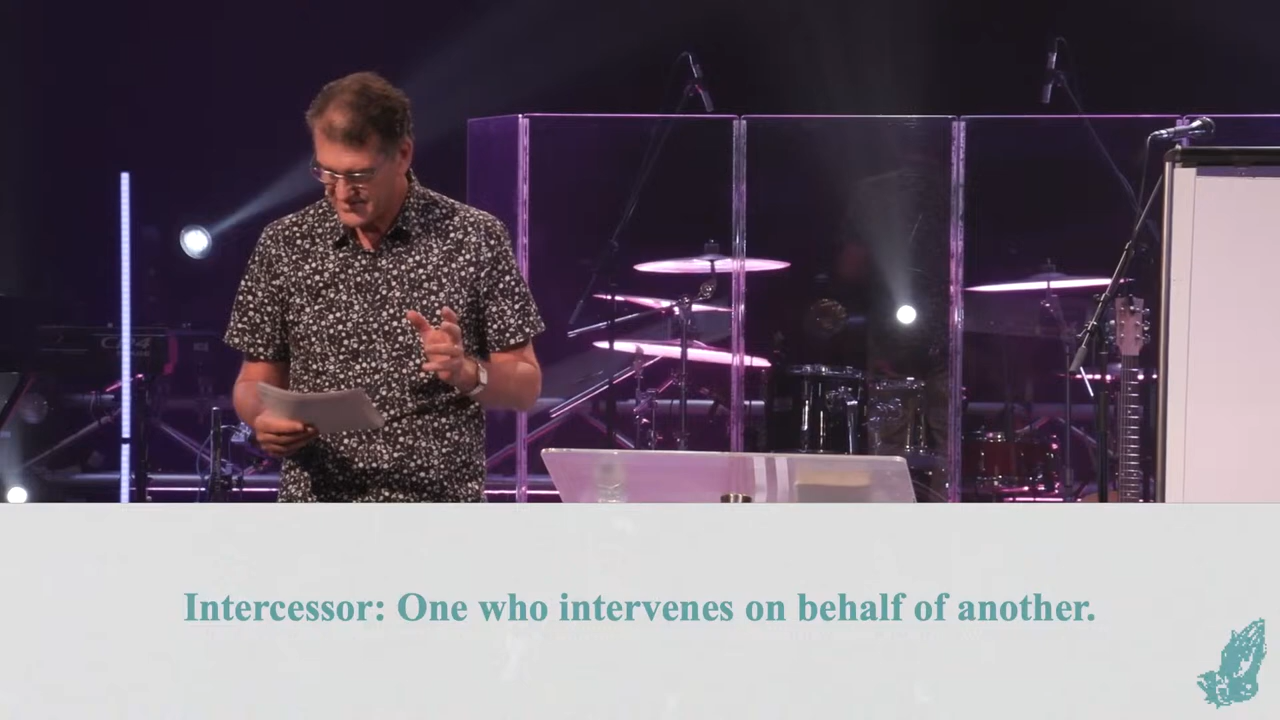 Intercessor: One who intervenes on behalf of another.